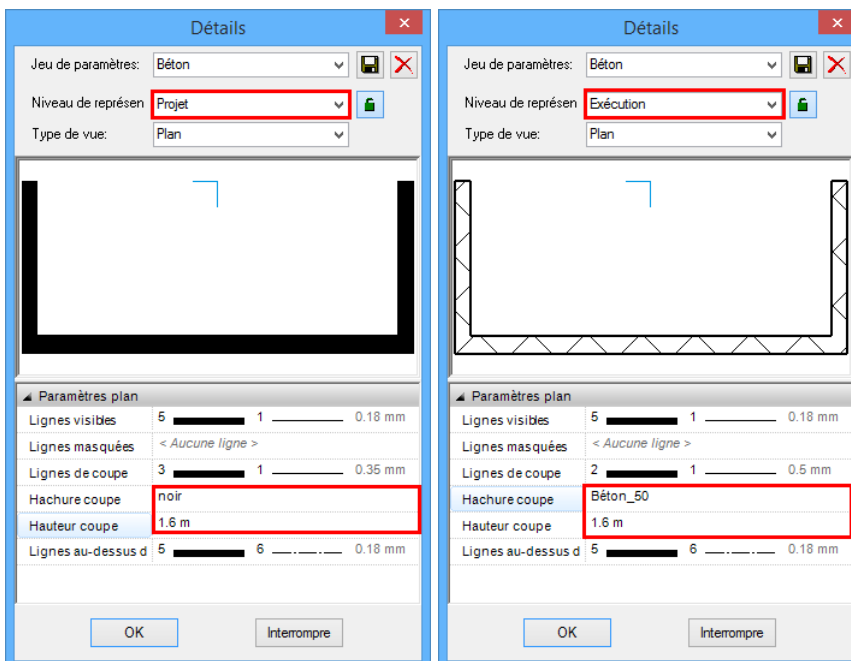 Détails
Jeu de paramètres: Béton
Niveau de représen Projet
Type de vue: Plan
Paramètres plan
Lignes visibles 5 1 0.18 mm
Lignes masquées < Aucune ligne >
Lignes de coupe 3 1 0.35 mm
Hachure coupe noir
Hauteur coupe 1.6 m
Lignes au-dessus d 5 6 0.18 mm
OK Interrompre
Détails
Jeu de paramètres: Béton
Niveau de représen Exécution
Type de vue: Plan
Paramètres plan
Lignes visibles 5 1 0.18 mm
Lignes masquées < Aucune ligne >
Lignes de coupe 2 1 0.5 mm
Hachure coupe Béton_50
Hauteur coupe 1.6 m
Lignes au-dessus d 5 6 0.18 mm
OK Interrompre